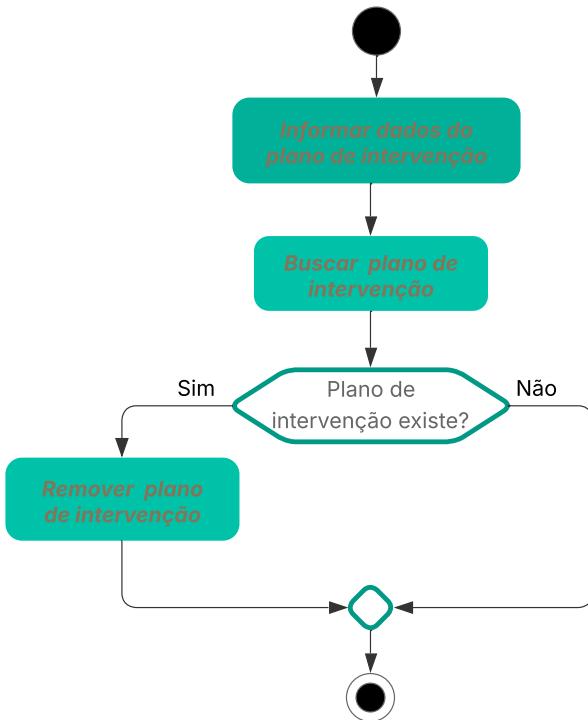 Informar dados do
plano de intervenção
Buscar plano de
intervenção
Sim
Plano de
intervenção existe?
Não
Remover plano
de intervenção